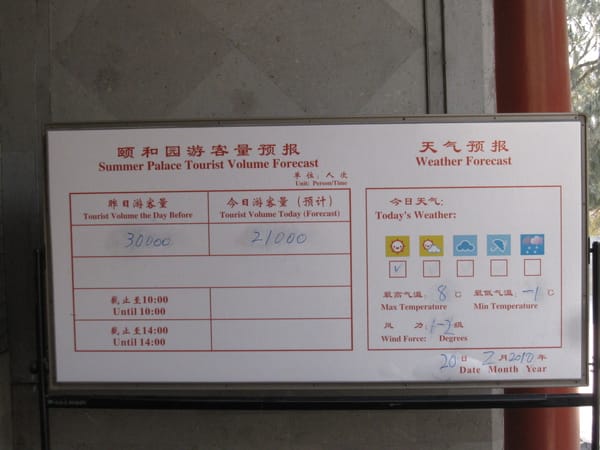 颐和园游客量预报
Summer Palace Tourist Volume Forecast
单位：人次
Unit: Person/Time
昨日游客量
Tourist Volume the Day Before
今日游客量（预计）
Tourist Volume Today (Forecast)
30000
21000
截止至10:00
Until 10:00
截止至14:00
Until 14:00
天气预报
Weather Forecast
今日天气：
Today's Weather:
最高气温： 8 ℃
Max Temperature
最低气温： -1 ℃
Min Temperature
风 力： 1-2 级
Wind Force: Degrees
20 日 2 月 2010 年
Date Month Year